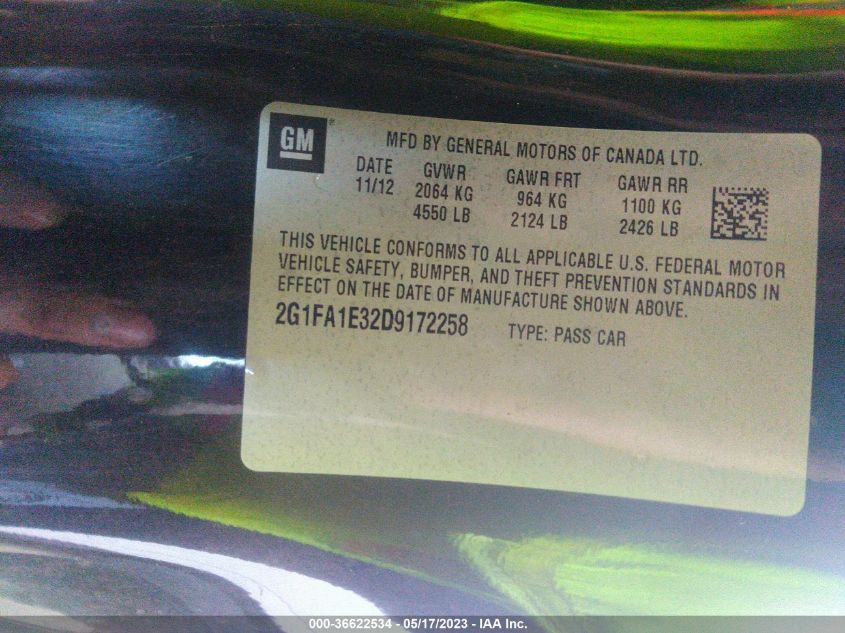 GM
MFD BY GENERAL MOTORS OF CANADA LTD.
DATE GVWR GAWR FRT GAWR RR
11/12 2064 KG 964 KG 1100 KG
4550 LB 2124 LB 2426 LB
THIS VEHICLE CONFORMS TO ALL APPLICABLE U.S. FEDERAL MOTOR
VEHICLE SAFETY, BUMPER, AND THEFT PREVENTION STANDARDS IN
EFFECT ON THE DATE OF MANUFACTURE SHOWN ABOVE.
2G1FA1E32D9172258 TYPE: PASS CAR
000-36622534 - 05/17/2023 - IAA Inc.